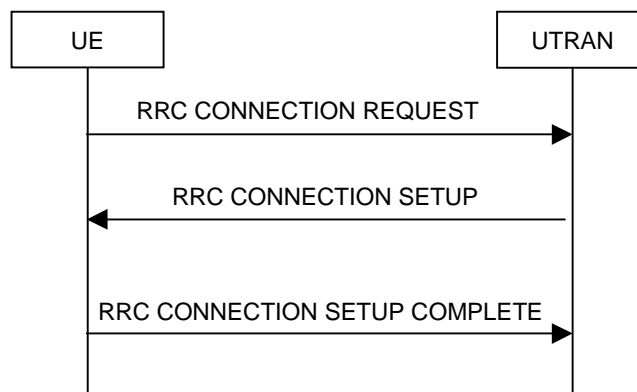 UE
UTRAN
RRC CONNECTION REQUEST
RRC CONNECTION SETUP
RRC CONNECTION SETUP COMPLETE